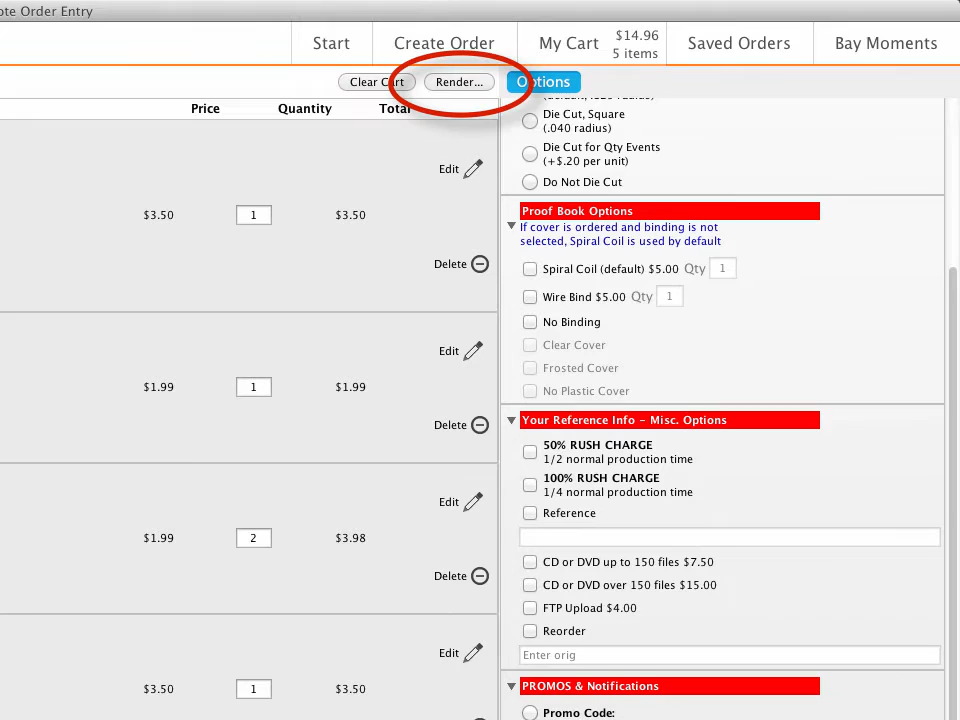 ote Order Entry
Start
Create Order
My Cart
$14.96
5 items
Saved Orders
Bay Moments
Clear Cart
Render...
Options
Price
Quantity
Total
Die Cut, Square
(.040 radius)
Die Cut for Qty Events
(+$.20 per unit)
Do Not Die Cut
Edit
$3.50
1
$3.50
Delete
Proof Book Options
If cover is ordered and binding is not
selected, Spiral Coil is used by default
Spiral Coil (default) $5.00 Qty 1
Wire Bind $5.00 Qty 1
No Binding
Clear Cover
Frosted Cover
No Plastic Cover
Edit
$1.99
1
$1.99
Delete
Your Reference Info - Misc. Options
50% RUSH CHARGE
1/2 normal production time
100% RUSH CHARGE
1/4 normal production time
Reference
Edit
$1.99
2
$3.98
Delete
CD or DVD up to 150 files $7.50
CD or DVD over 150 files $15.00
FTP Upload $4.00
Reorder
Enter orig
Edit
$3.50
1
$3.50
PROMOS & Notifications
Promo Code: